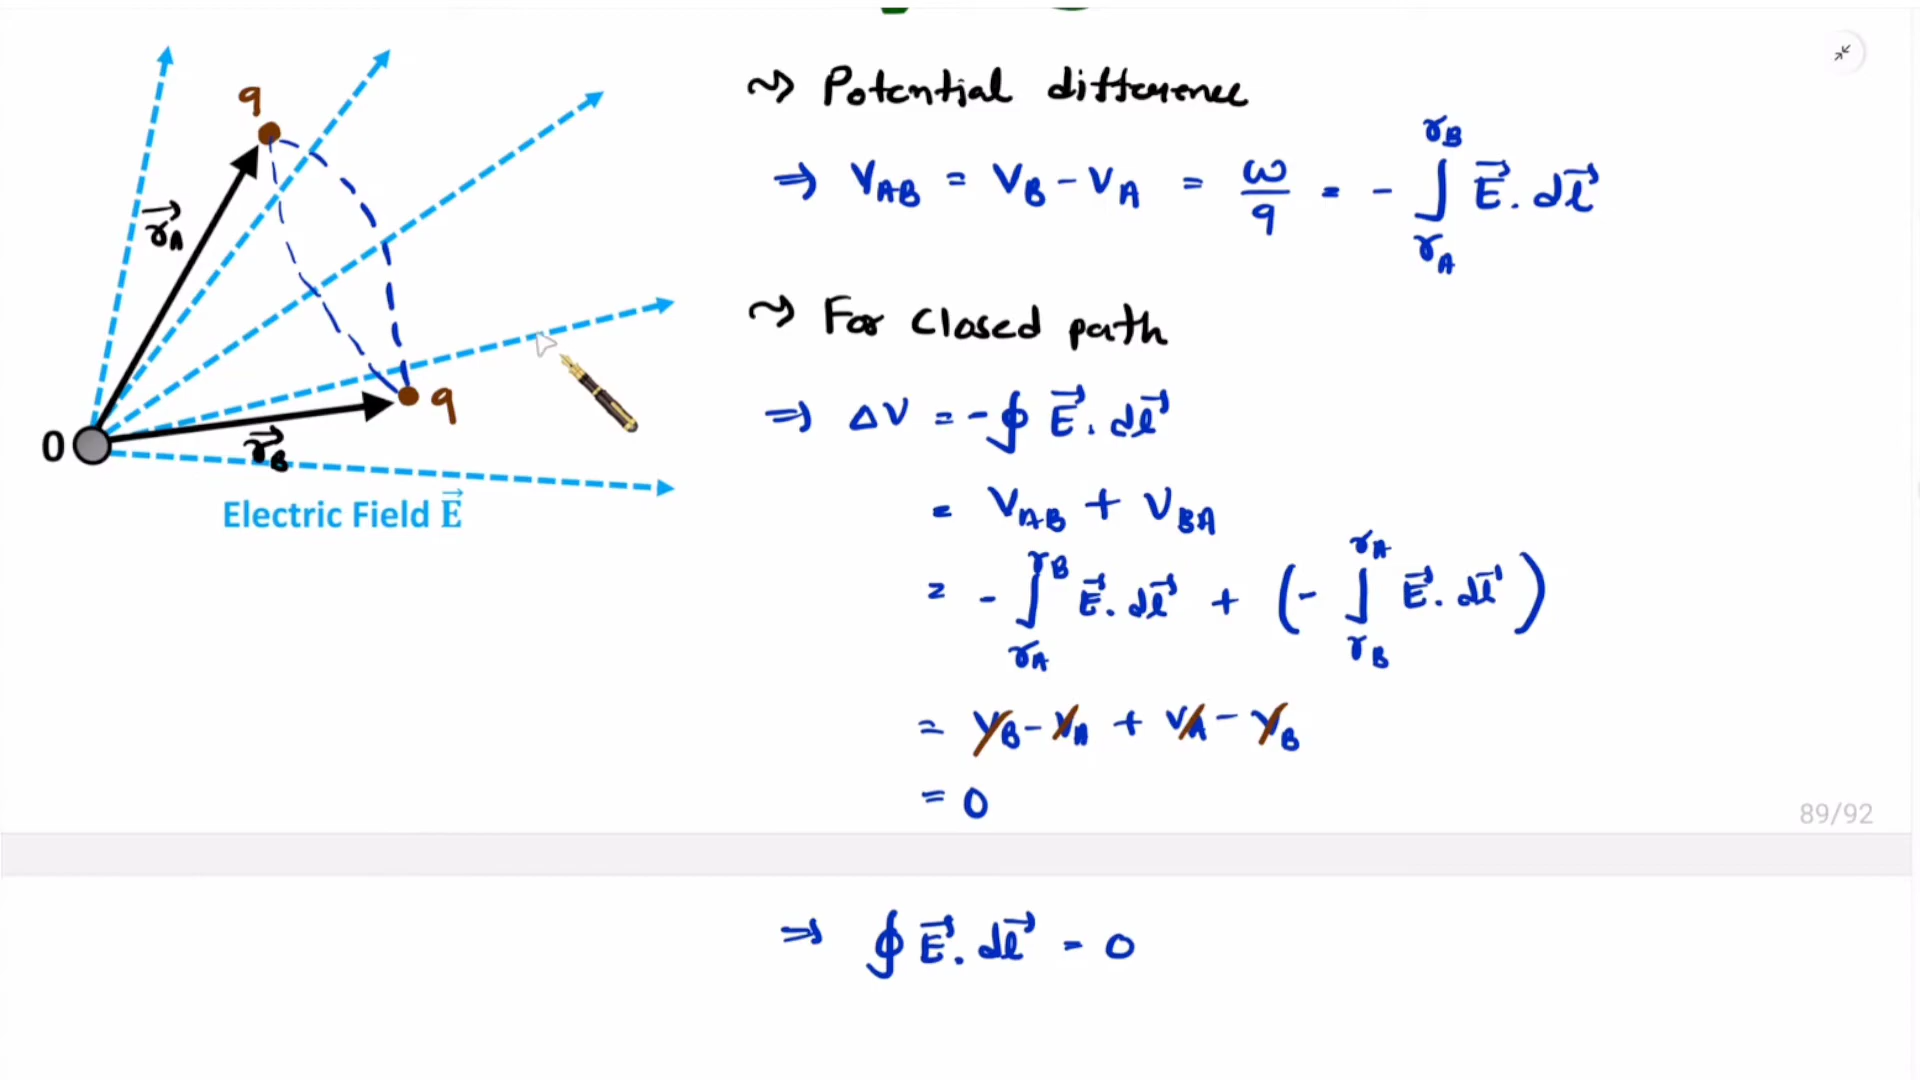 q
r⃗A
q
O
r⃗B
Electric Field E⃗
~> Potential difference
⇒ VAB = VB - VA = ω/q = - ∫ rA rB E⃗ . dl⃗
~> For closed path
⇒ ΔV = - ∮ E⃗ . dl⃗
= VAB + VBA
= - ∫ rA rB E⃗ . dl⃗ + ( - ∫ rB rA E⃗ . dl⃗ )
= VB - VA + VA - VB
= 0
89/92
⇒ ∮ E⃗ . dl⃗ = 0